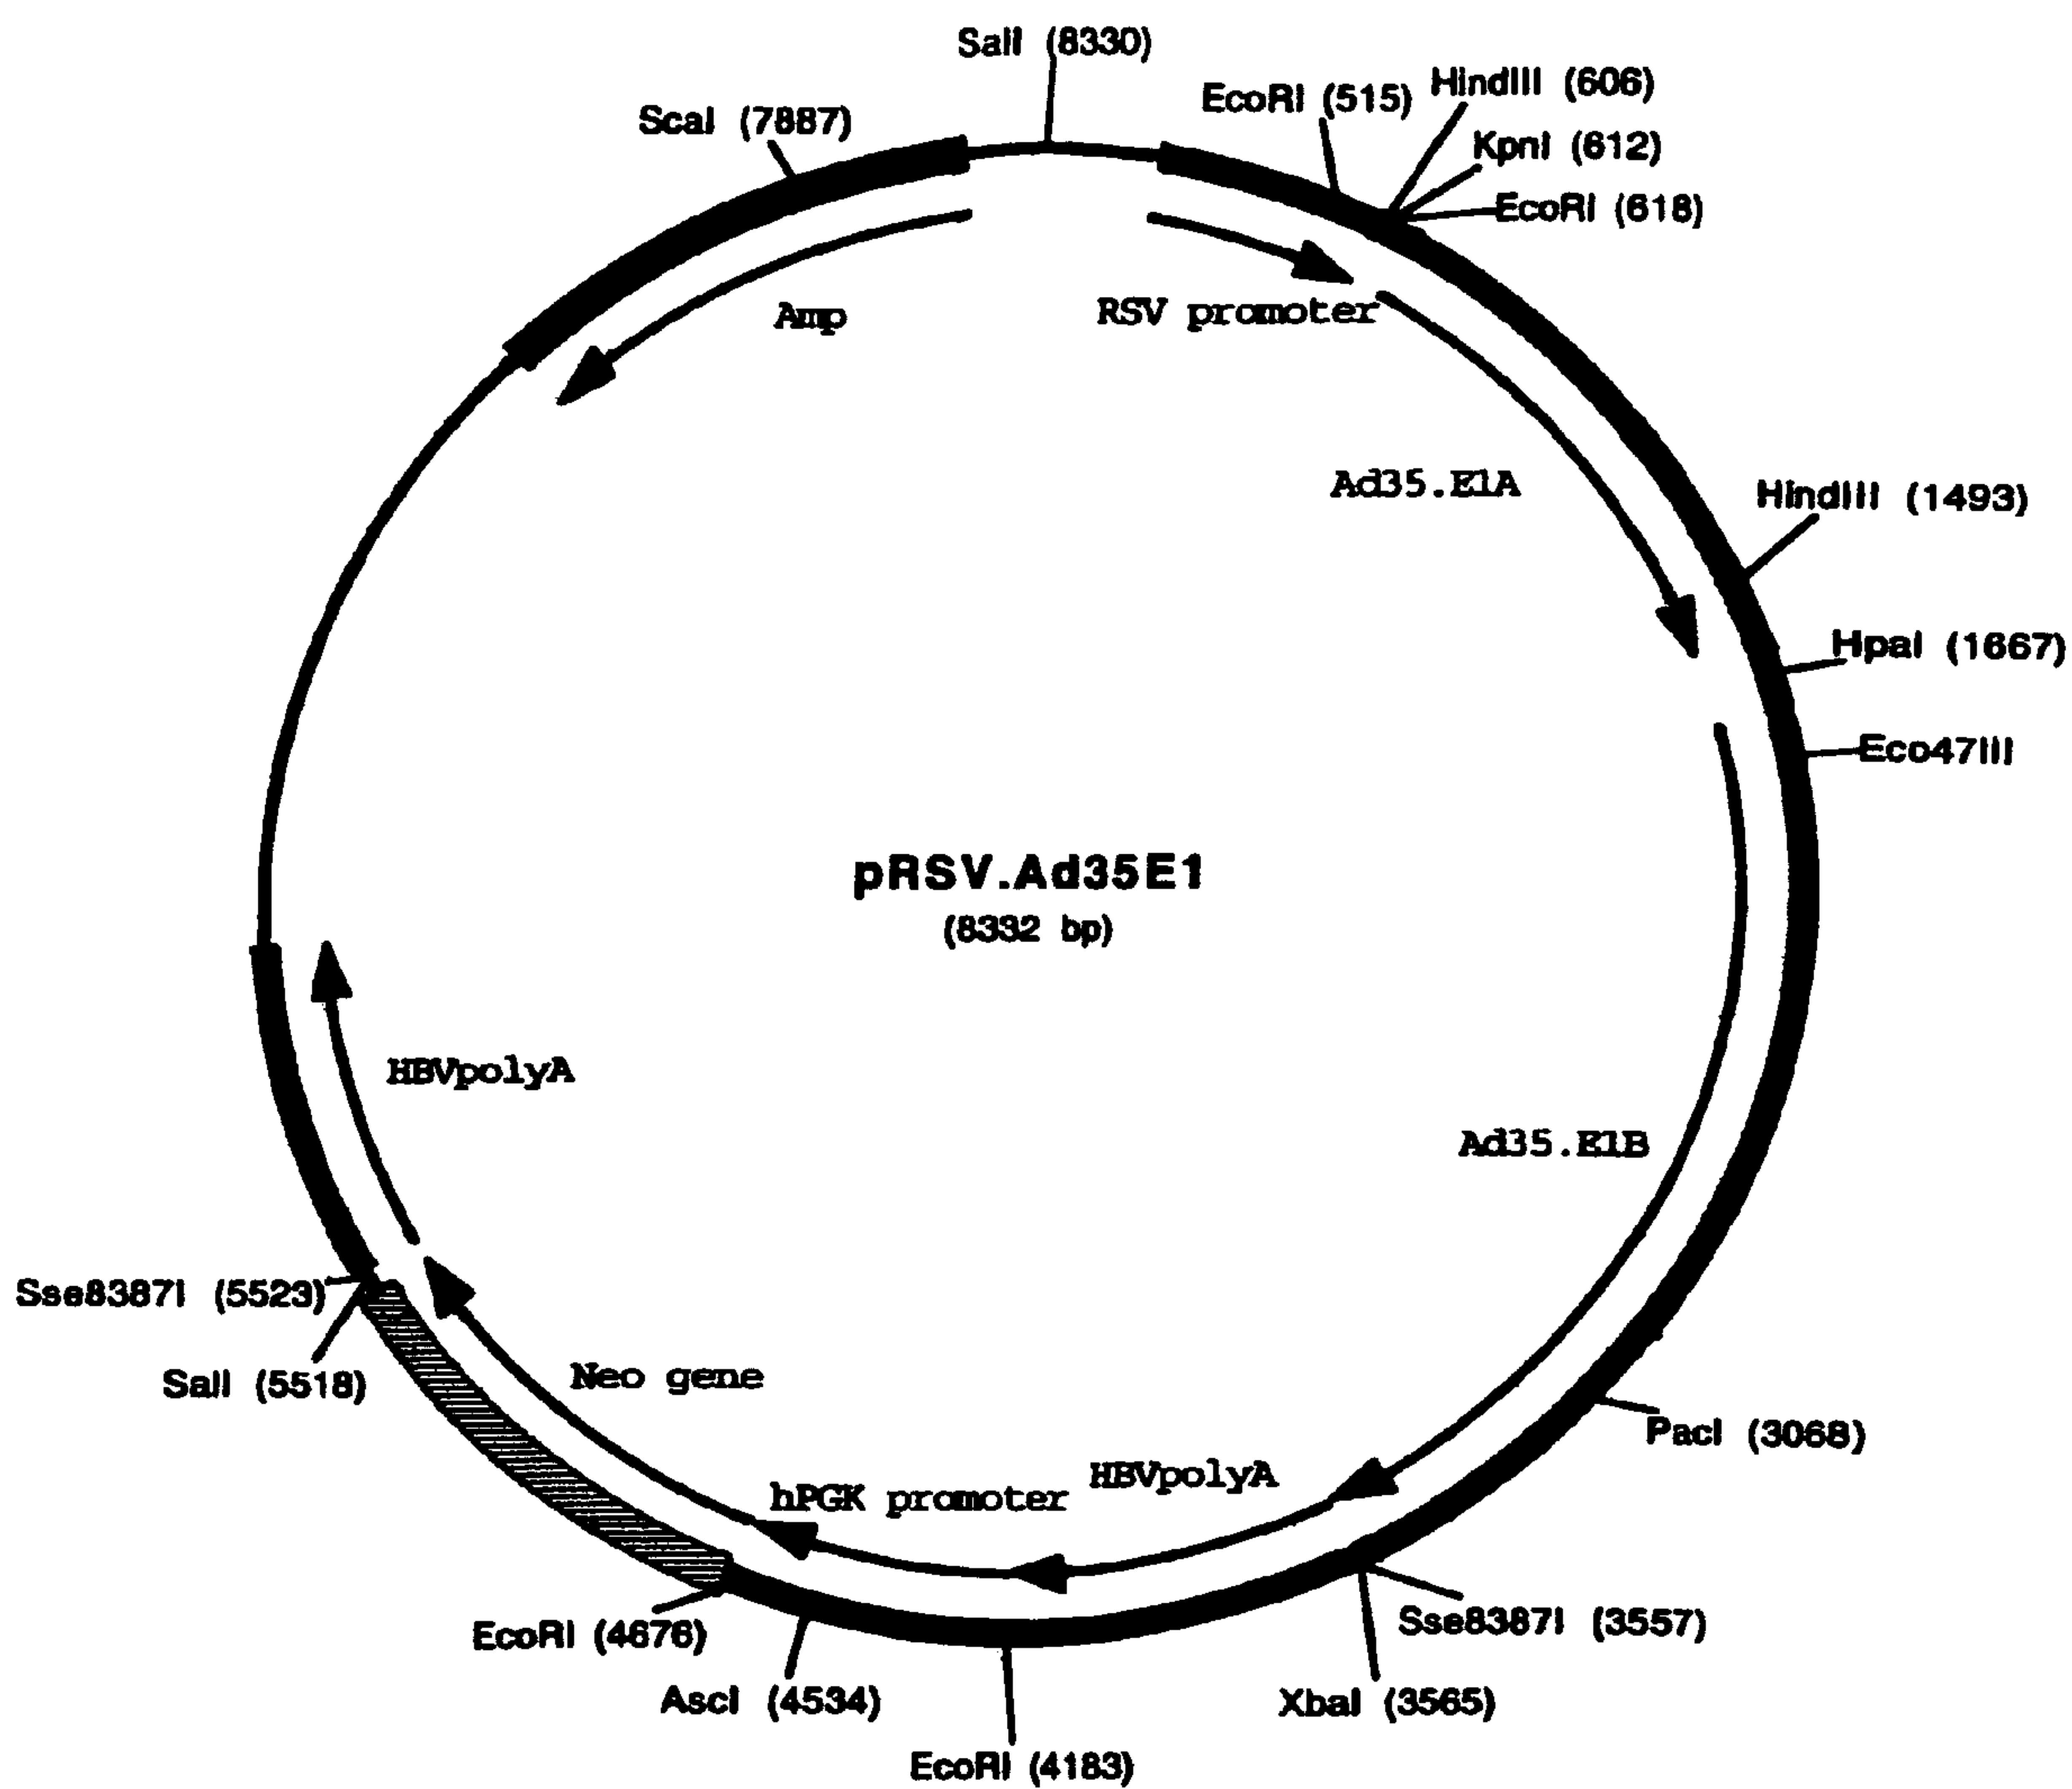 SalI (8330)
ScaI (7887)
EcoRI (515)
HindIII (606)
KpnI (612)
EcoRI (618)
Amp
RSV promoter
Ad35.E1A
HindIII (1493)
HpaI (1667)
Eco47III
pRSV.Ad35E1
(8332 bp)
HBVpolyA
Ad35.E1B
Sse8387I (5523)
SalI (5518)
Neo gene
PacI (3068)
HBVpolyA
hPGK promoter
EcoRI (4676)
Sse8387I (3557)
AscI (4534)
XbaI (3565)
EcoRI (4183)